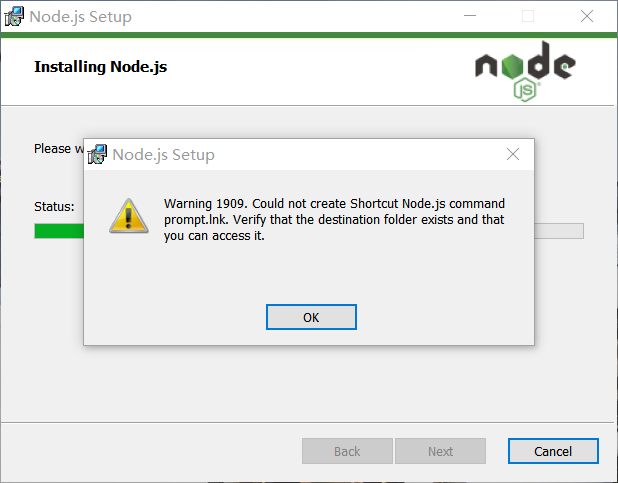 Node.js Setup
Installing Node.js
node
JS
Please w
Node.js Setup
Warning 1909. Could not create Shortcut Node.js command
prompt.lnk. Verify that the destination folder exists and that
you can access it.
Status:
OK
Back
Next
Cancel